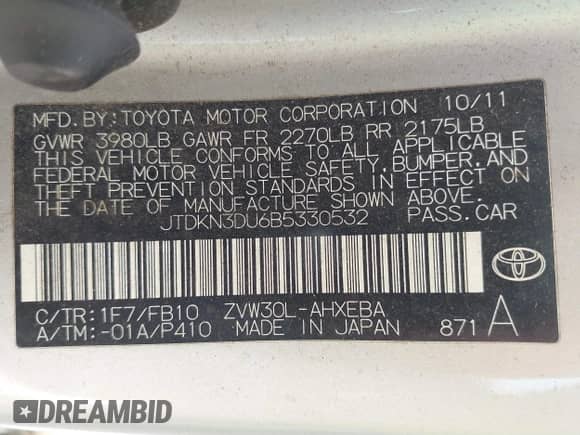 MFD.BY:TOYOTA MOTOR CORPORATION 10/11
GVWR 3980LB GAWR FR 2270LB RR 2175LB
THIS VEHICLE CONFORMS TO ALL APPLICABLE
FEDERAL MOTOR VEHICLE SAFETY,BUMPER,AND
THEFT PREVENTION STANDARDS IN EFFECT ON
THE DATE OF MANUFACTURE SHOWN ABOVE.
JTDKN3DU6B5330532 PASS.CAR
C/TR:1F7/FB10 ZVW30L-AHXEBA
A/TM:-01A/P410 MADE IN JAPAN 871 A
DREAMBID